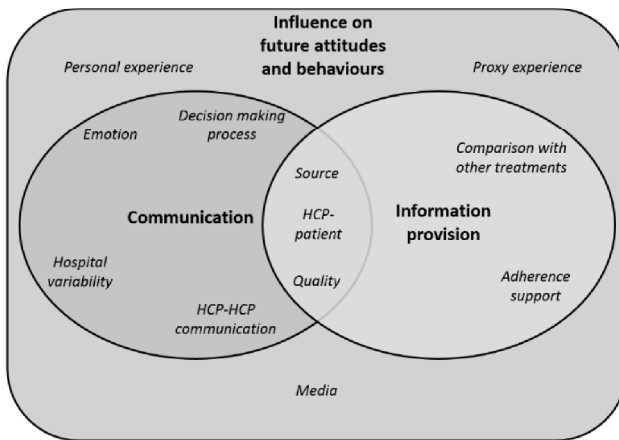 Influence on
future attitudes
and behaviours
Personal experience
Proxy experience
Decision making
process
Emotion
Comparison with
other treatments
Source
Communication
HCP-
patient
Information
provision
Hospital
variability
Quality
Adherence
support
HCP-HCP
communication
Media